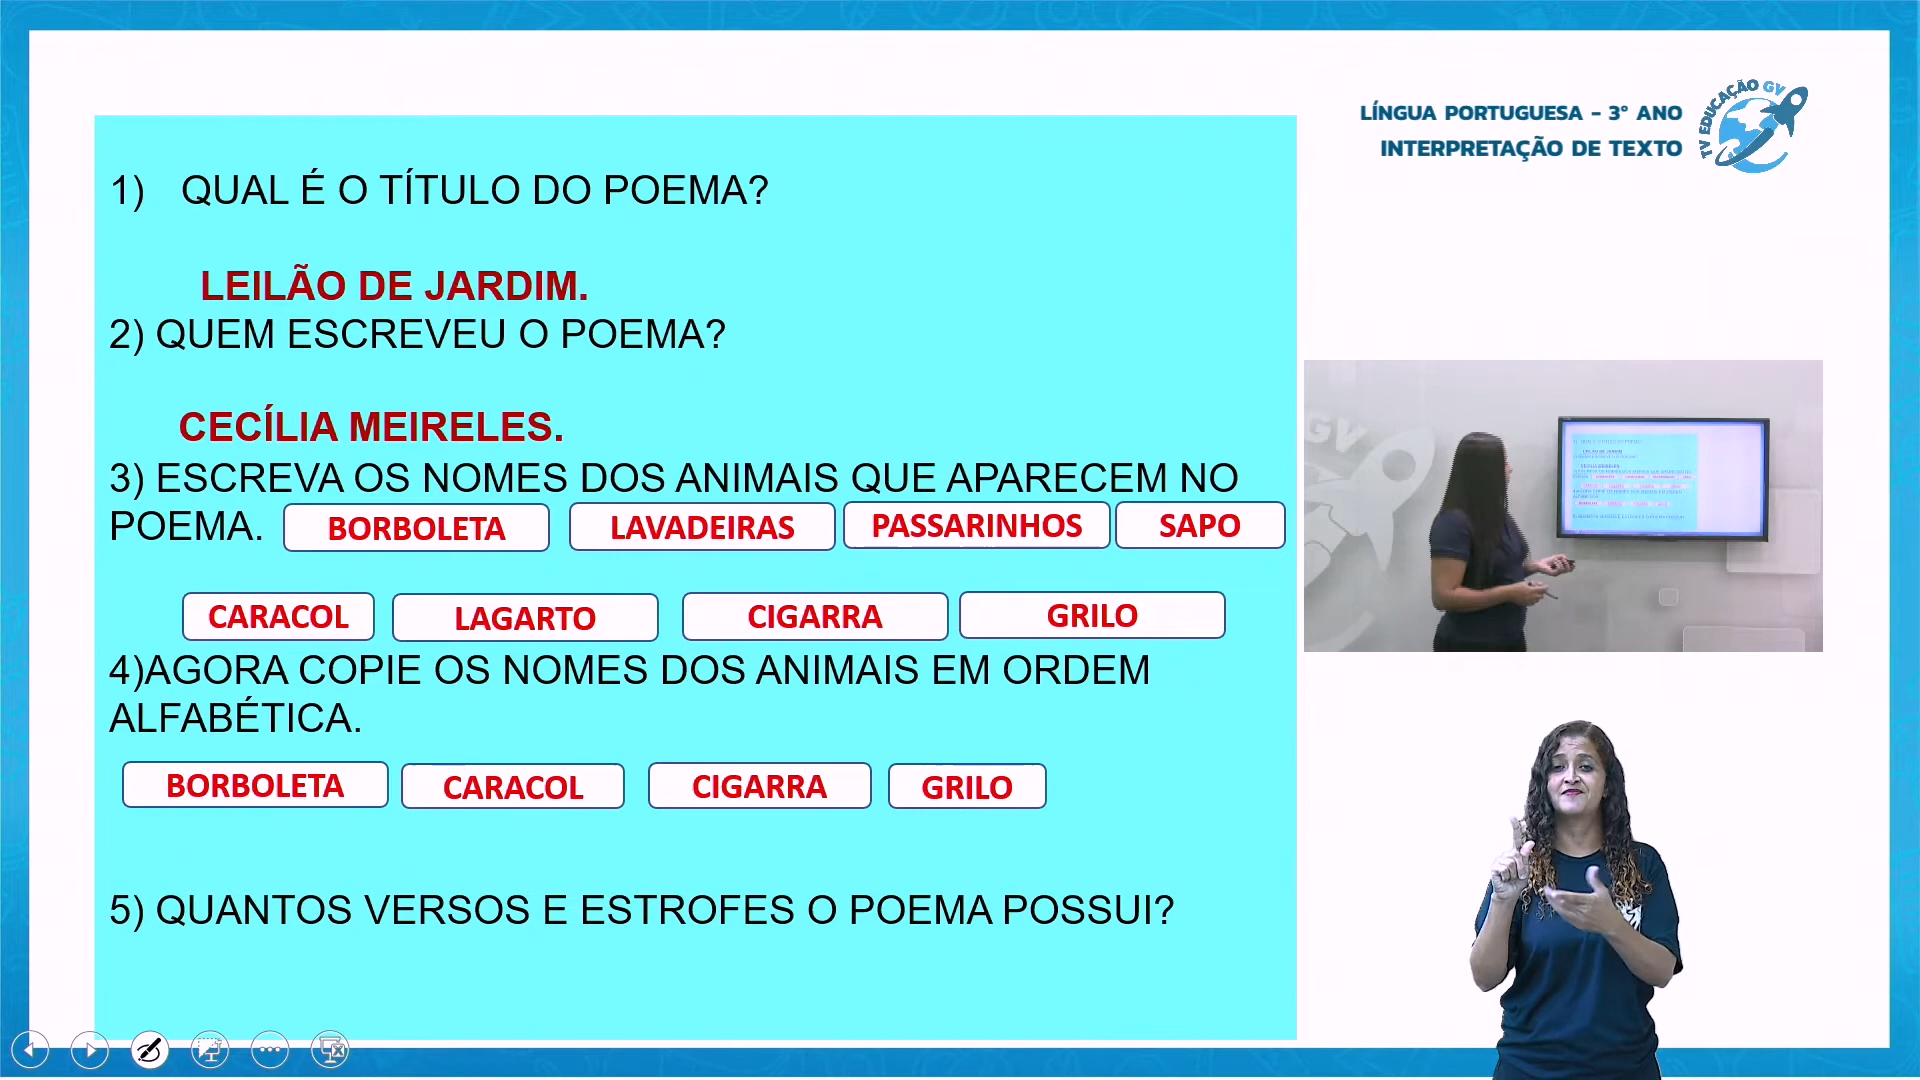 LÍNGUA PORTUGUESA - 3º ANO
INTERPRETAÇÃO DE TEXTO
TV EDUCAÇÃO GV
1) QUAL É O TÍTULO DO POEMA?
LEILÃO DE JARDIM.
2) QUEM ESCREVEU O POEMA?
CECÍLIA MEIRELES.
3) ESCREVA OS NOMES DOS ANIMAIS QUE APARECEM NO
POEMA. BORBOLETA LAVADEIRAS PASSARINHOS SAPO
CARACOL LAGARTO CIGARRA GRILO
4)AGORA COPIE OS NOMES DOS ANIMAIS EM ORDEM
ALFABÉTICA.
BORBOLETA CARACOL CIGARRA GRILO
5) QUANTOS VERSOS E ESTROFES O POEMA POSSUI?
GV